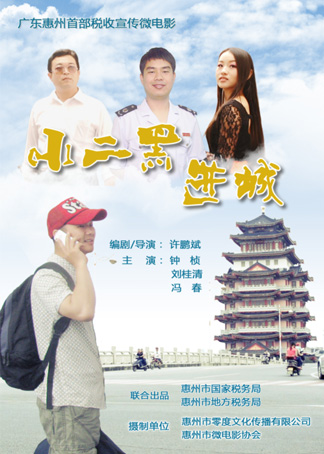 广东惠州首部税收宣传微电影
小二黑
进城
编剧/导演： 许鹏斌
主 演： 钟 桢
刘桂清
冯 春
联合出品 惠州市国家税务局
惠州市地方税务局
摄制单位 惠州市零度文化传播有限公司
惠州市微电影协会